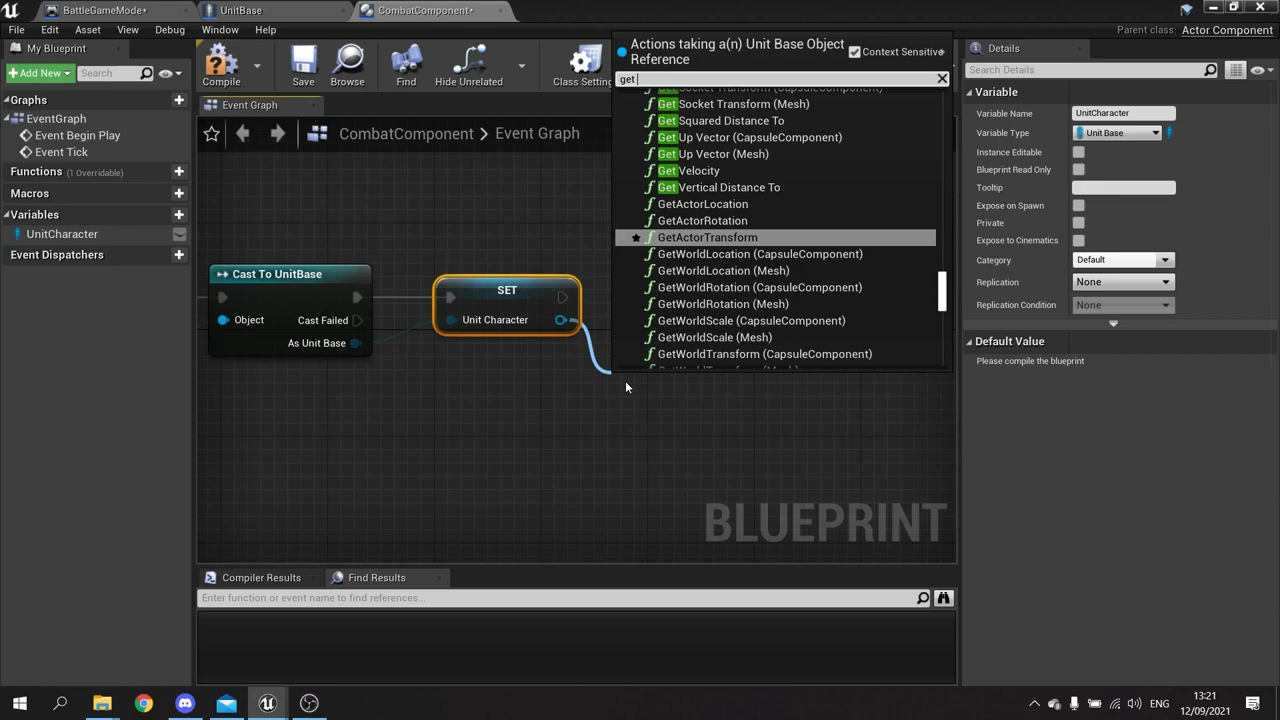 BattleGameMode*
UnitBase
CombatComponent*
File
Edit
Asset
View
Debug
Window
Help
Parent class: Actor Component
My Blueprint
Add New
Search
Graphs
EventGraph
Event Begin Play
Event Tick
Functions (1 Overridable)
Macros
Variables
UnitCharacter
Event Dispatchers
Compile
Save
Browse
Find
Hide Unrelated
Class Settin
Event Graph
CombatComponent > Event Graph
Cast To UnitBase
Object
Cast Failed
As Unit Base
SET
Unit Character
Actions taking a(n) Unit Base Object
Reference
Context Sensitive
get
Get Socket Transform (CapsuleComponent)
Get Socket Transform (Mesh)
Get Squared Distance To
Get Up Vector (CapsuleComponent)
Get Up Vector (Mesh)
Get Velocity
Get Vertical Distance To
GetActorLocation
GetActorRotation
GetActorTransform
GetWorldLocation (CapsuleComponent)
GetWorldLocation (Mesh)
GetWorldRotation (CapsuleComponent)
GetWorldRotation (Mesh)
GetWorldScale (CapsuleComponent)
GetWorldScale (Mesh)
GetWorldTransform (CapsuleComponent)
GetWorldTransform (Mesh)
BLUEPRINT
Compiler Results
Find Results
Enter function or event name to find references...
Details
Search Details
Variable
Variable Name
UnitCharacter
Variable Type
Unit Base
Instance Editable
Blueprint Read Only
Tooltip
Expose on Spawn
Private
Expose to Cinematics
Category
Default
Replication
None
Replication Condition
None
Default Value
Please compile the blueprint
ENG
13:21
12/09/2021